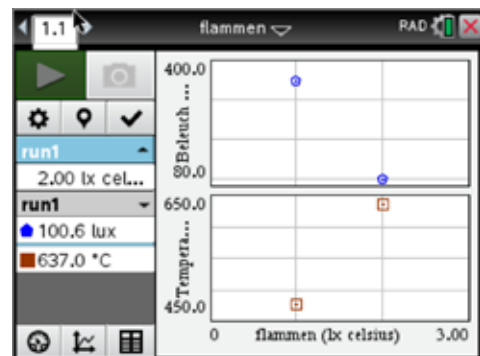 1.1 flammen RAD
400.0
Beleuch ...
80.0
run1
2.00 lx cel...
run1
100.6 lux
637.0 °C
650.0
Tempera...
450.0
0 flammen (lx celsius) 3.00